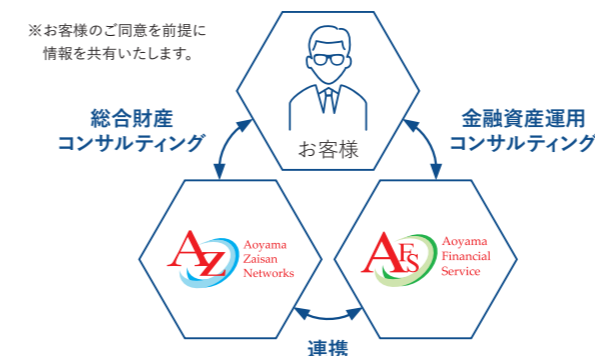 ※お客様のご同意を前提に
情報を共有いたします。
総合財産
コンサルティング
お客様
金融資産運用
コンサルティング
AZ
Aoyama
Zaisan
Networks
AFS
Aoyama
Financial
Service
連携